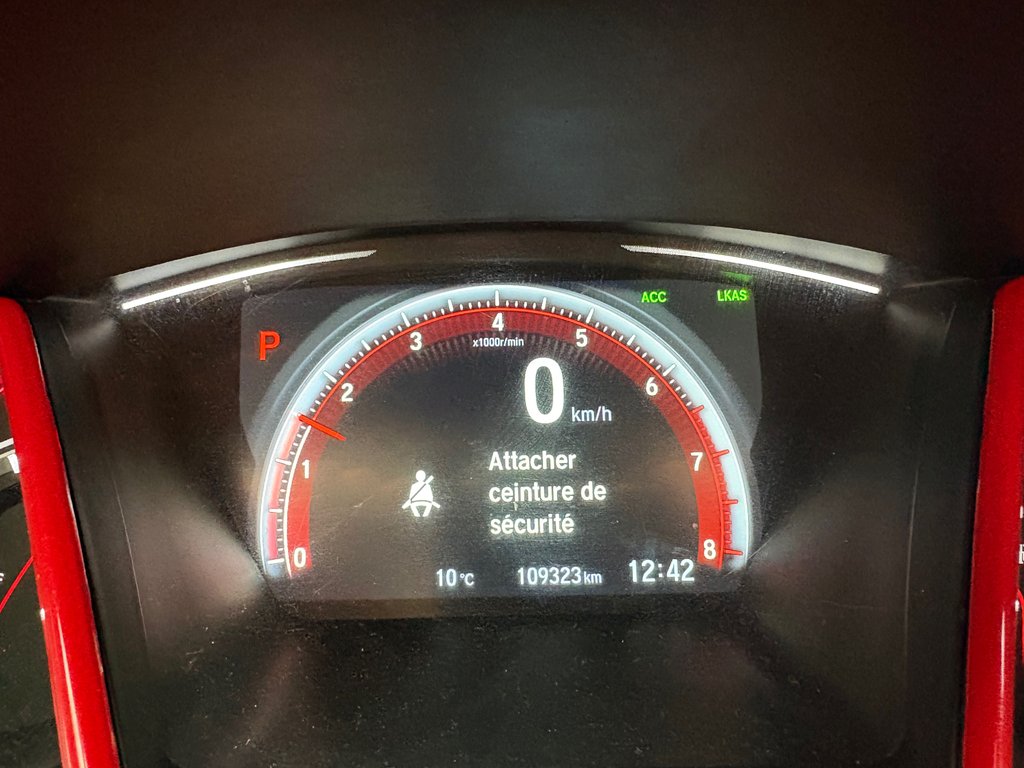 ACC LKAS
P
4
3 5
x1000r/min
2 6
0 km/h
1 7
Attacher
ceinture de
sécurité
0 8
10°C 109323km 12:42